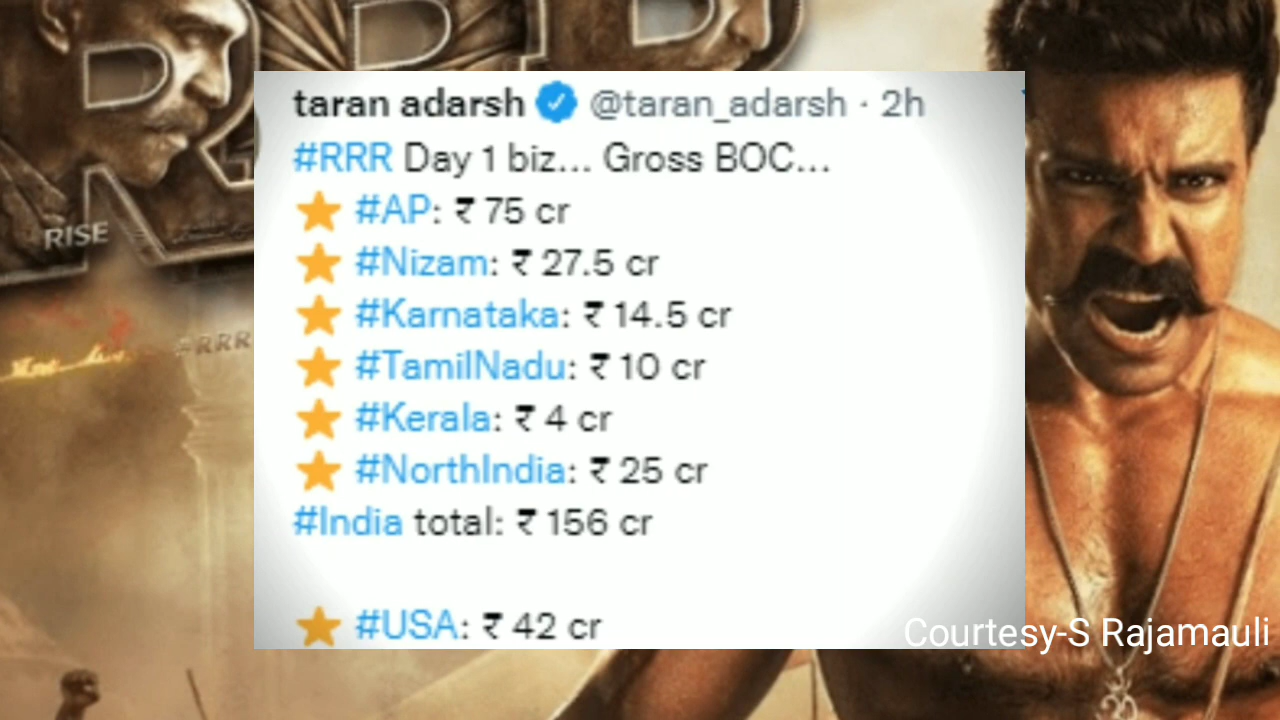 RRR
RISE
#RRR
taran adarsh @taran_adarsh · 2h
#RRR Day 1 biz... Gross BOC...
⭐ #AP: ₹ 75 cr
⭐ #Nizam: ₹ 27.5 cr
⭐ #Karnataka: ₹ 14.5 cr
⭐ #TamilNadu: ₹ 10 cr
⭐ #Kerala: ₹ 4 cr
⭐ #NorthIndia: ₹ 25 cr
#India total: ₹ 156 cr
⭐ #USA: ₹ 42 cr
Courtesy-S Rajamauli